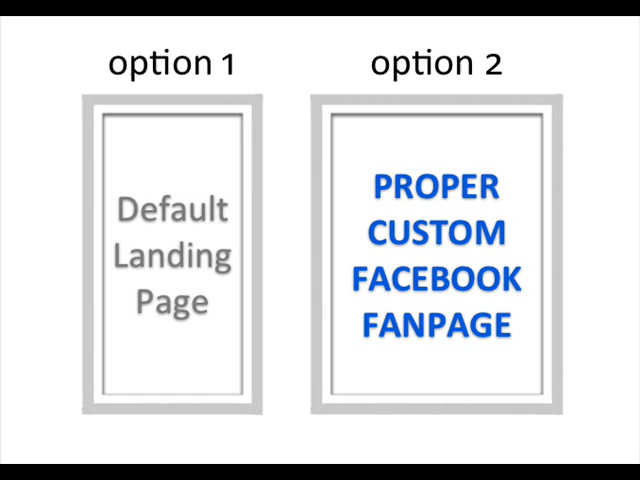 option 1
Default
Landing
Page
option 2
PROPER
CUSTOM
FACEBOOK
FANPAGE